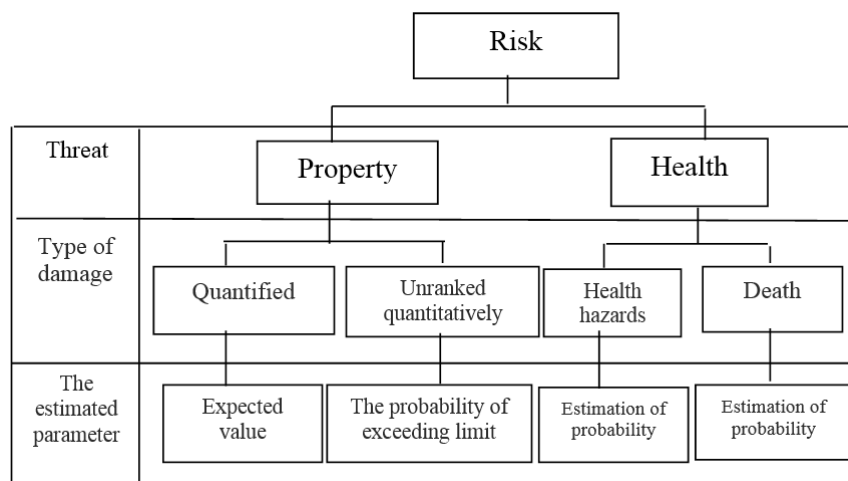 Risk
Threat
Property
Health
Type of
damage
Quantified
Unranked
quantitatively
Health
hazards
Death
The
estimated
parameter
Expected
value
The probability of
exceeding limit
Estimation of
probability
Estimation of
probability